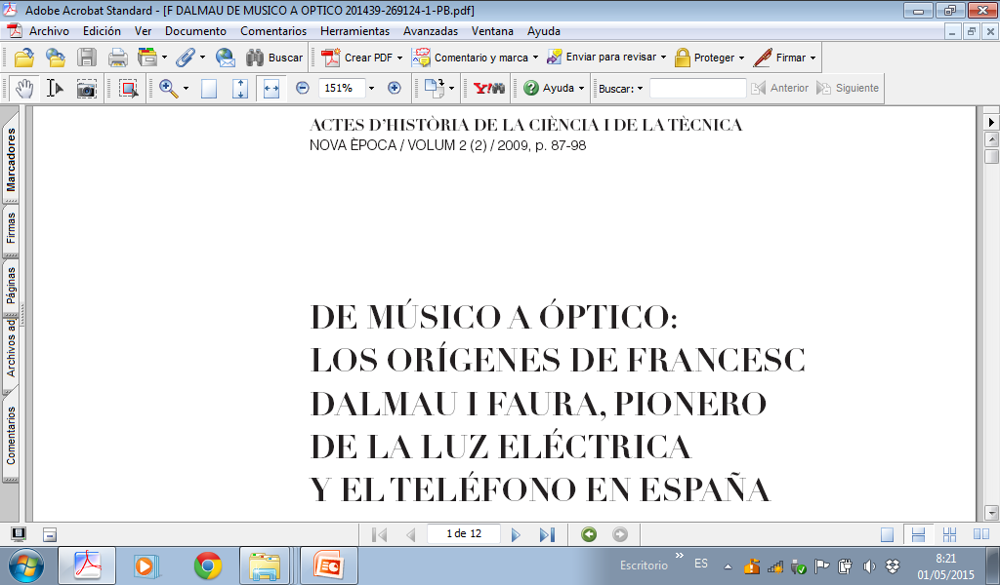 Adobe Acrobat Standard - [F DALMAU DE MUSICO A OPTICO 201439-269124-1-PB.pdf]
Archivo Edición Ver Documento Comentarios Herramientas Avanzadas Ventana Ayuda
Buscar Crear PDF Comentario y marca Enviar para revisar Proteger Firmar
151% Y! Ayuda Buscar: Anterior Siguiente
Marcadores
Firmas
Páginas
Archivos ad
Comentarios
ACTES D'HISTÒRIA DE LA CIÈNCIA I DE LA TÈCNICA
NOVA ÈPOCA / VOLUM 2 (2) / 2009, p. 87-98
DE MÚSICO A ÓPTICO:
LOS ORÍGENES DE FRANCESC
DALMAU I FAURA, PIONERO
DE LA LUZ ELÉCTRICA
Y EL TELÉFONO EN ESPAÑA
1 de 12
Escritorio » ES 8:21
01/05/2015